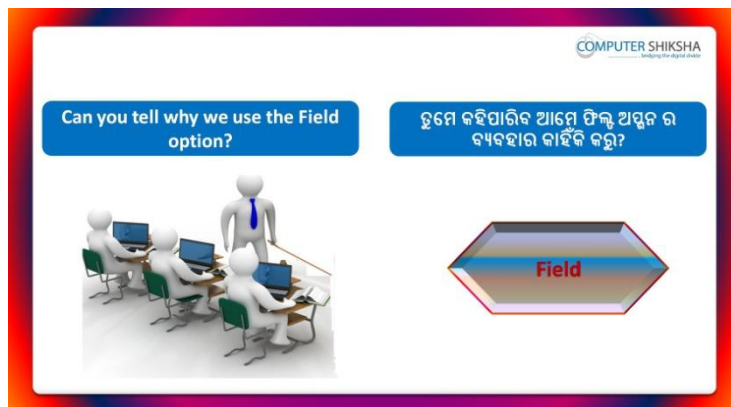 COMPUTER SHIKSHA
bridging the digital divide
Can you tell why we use the Field
option?
ତୁମେ କହିପାରିବ ଆମେ ଫିଲ୍ଡ ଅପ୍ସନ ର
ବ୍ୟବହାର କାହିଁକି କରୁ?
Field